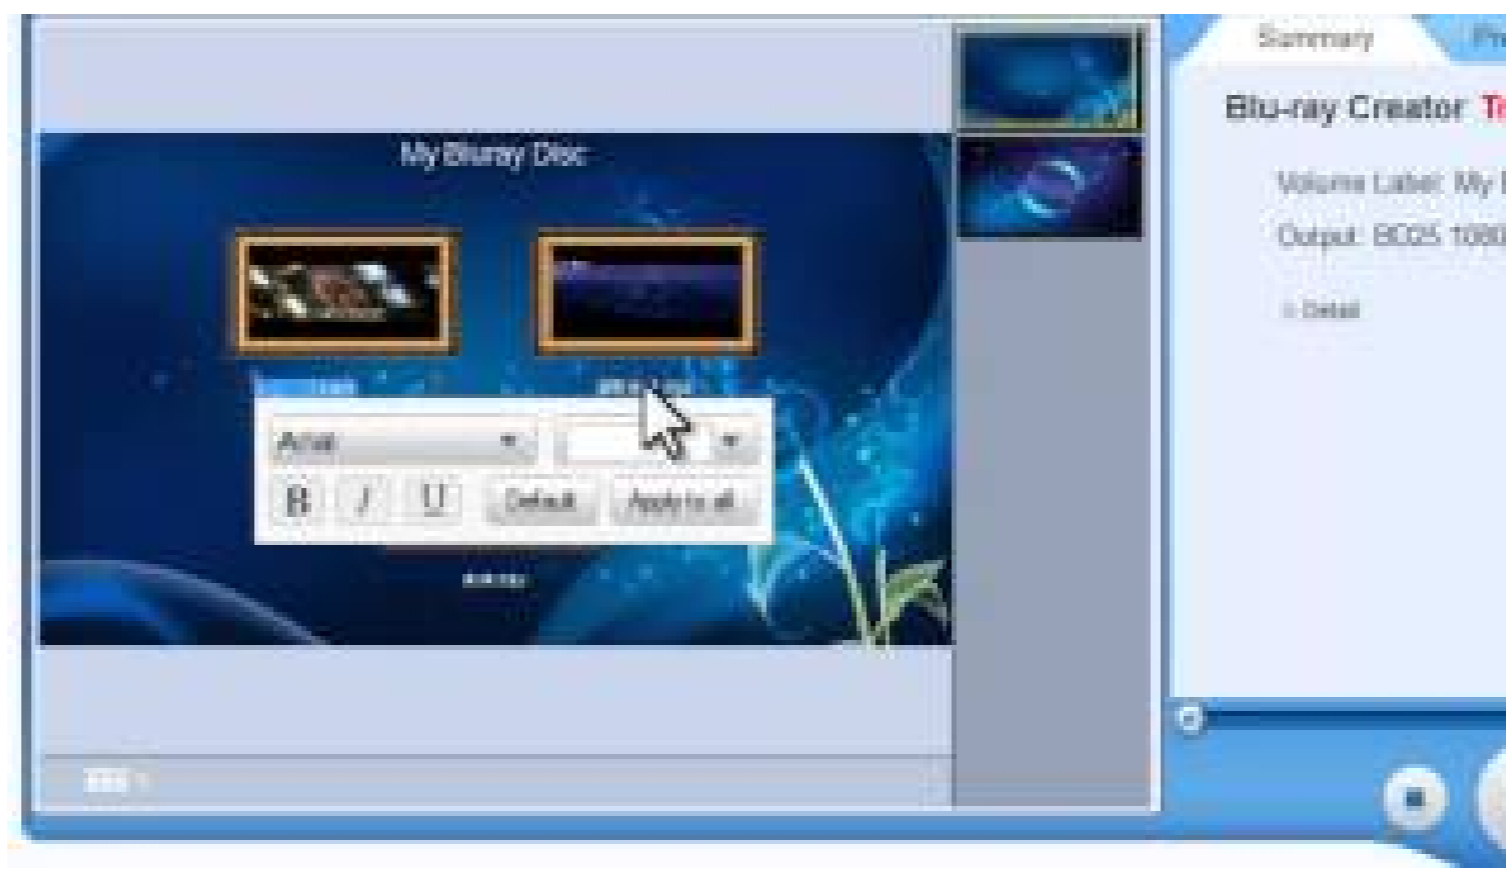 Summary
Blu-ray Creator
My Bluray Disc
Volume Label: My
Output: BD25 1080
Detail
Arial
B I U Default Apply to all